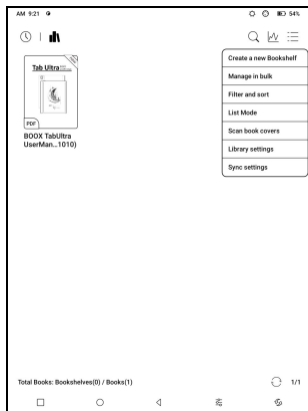 AM 9:21
54%
Tab Ultra
PDF
BOOX TabUltra
UserMan...1010)
Create a new Bookshelf
Manage in bulk
Filter and sort
List Mode
Scan book covers
Library settings
Sync settings
Total Books: Bookshelves(0) / Books(1)
1/1